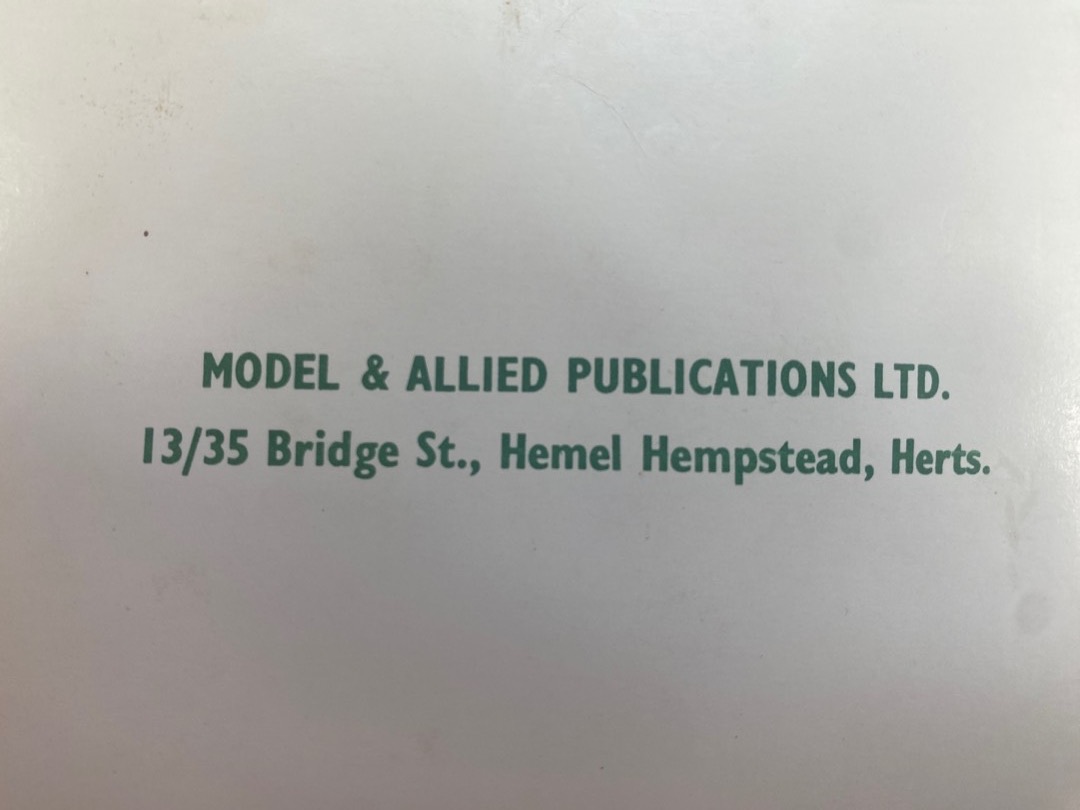 MODEL & ALLIED PUBLICATIONS LTD.
13/35 Bridge St., Hemel Hempstead, Herts.